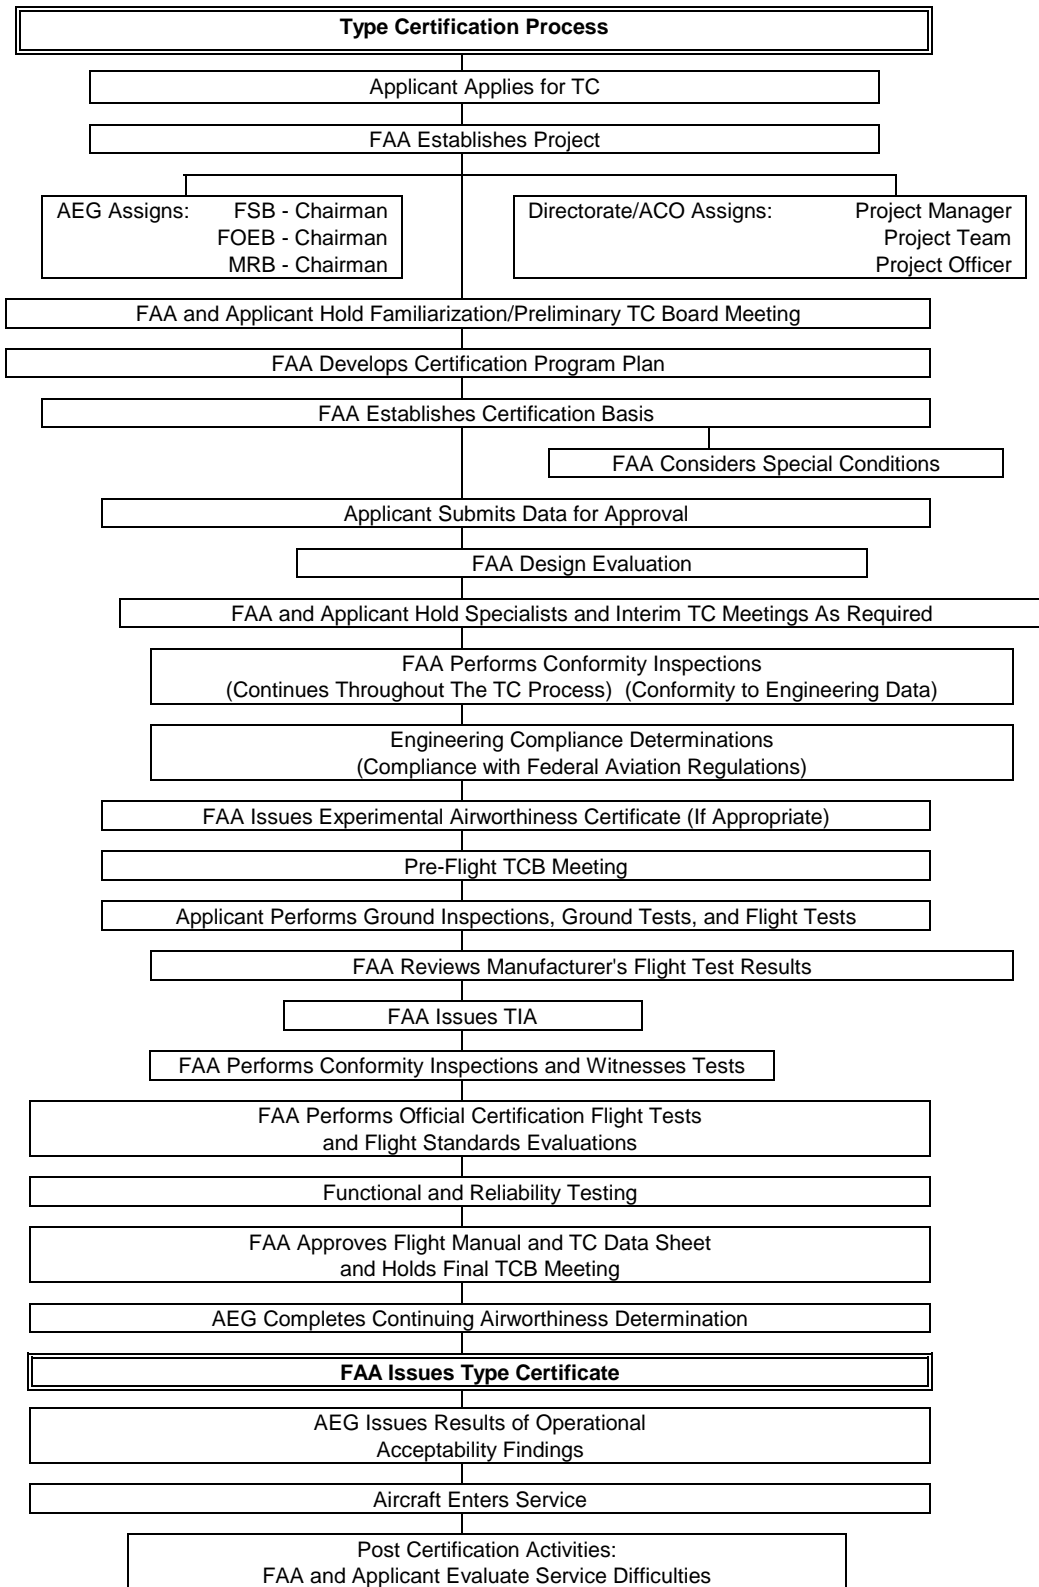 Type Certification Process
Applicant Applies for TC
FAA Establishes Project
AEG Assigns: FSB - Chairman
FOEB - Chairman
MRB - Chairman
Directorate/ACO Assigns: Project Manager
Project Team
Project Officer
FAA and Applicant Hold Familiarization/Preliminary TC Board Meeting
FAA Develops Certification Program Plan
FAA Establishes Certification Basis
FAA Considers Special Conditions
Applicant Submits Data for Approval
FAA Design Evaluation
FAA and Applicant Hold Specialists and Interim TC Meetings As Required
FAA Performs Conformity Inspections
(Continues Throughout The TC Process) (Conformity to Engineering Data)
Engineering Compliance Determinations
(Compliance with Federal Aviation Regulations)
FAA Issues Experimental Airworthiness Certificate (If Appropriate)
Pre-Flight TCB Meeting
Applicant Performs Ground Inspections, Ground Tests, and Flight Tests
FAA Reviews Manufacturer's Flight Test Results
FAA Issues TIA
FAA Performs Conformity Inspections and Witnesses Tests
FAA Performs Official Certification Flight Tests
and Flight Standards Evaluations
Functional and Reliability Testing
FAA Approves Flight Manual and TC Data Sheet
and Holds Final TCB Meeting
AEG Completes Continuing Airworthiness Determination
FAA Issues Type Certificate
AEG Issues Results of Operational
Acceptability Findings
Aircraft Enters Service
Post Certification Activities:
FAA and Applicant Evaluate Service Difficulties